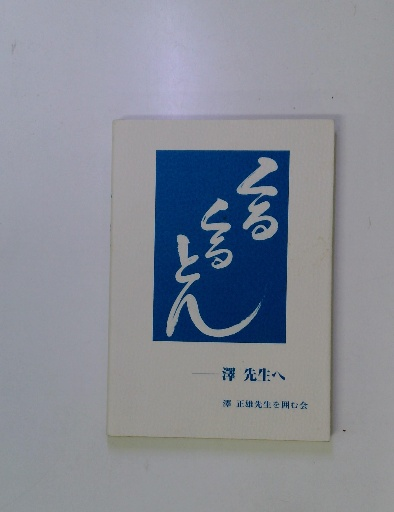 くるくるとん
──澤 先生へ
澤 正雄先生を囲む会